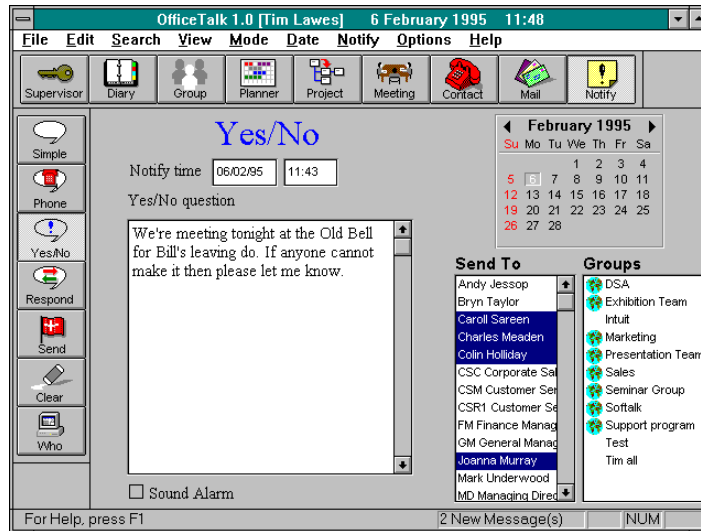 OfficeTalk 1.0 [Tim Lawes] 6 February 1995 11:48
File Edit Search View Mode Date Notify Options Help
Supervisor Diary Group Planner Project Meeting Contact Mail Notify
Simple
Phone
Yes/No
Respond
Send
Clear
Who
Yes/No
Notify time 06/02/95 11:43
Yes/No question
We're meeting tonight at the Old Bell
for Bill's leaving do. If anyone cannot
make it then please let me know.
Sound Alarm
February 1995
Su Mo Tu We Th Fr Sa
1 2 3 4
5 6 7 8 9 10 11
12 13 14 15 16 17 18
19 20 21 22 23 24 25
26 27 28
Send To
Andy Jessop
Bryn Taylor
Caroll Sareen
Charles Meaden
Colin Holliday
CSC Corporate Sal
CSM Customer Ser
CSR1 Customer Se
FM Finance Manag
GM General Manag
Joanna Murray
Mark Underwood
MD Managing Direc
Groups
DSA
Exhibition Team
Intuit
Marketing
Presentation Team
Sales
Seminar Group
Softalk
Support program
Test
Tim all
For Help, press F1
2 New Message(s)
NUM